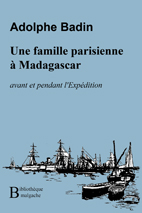 Adolphe Badin
Une famille parisienne
à Madagascar
avant et pendant l'Expédition
Bibliothèque
malgache